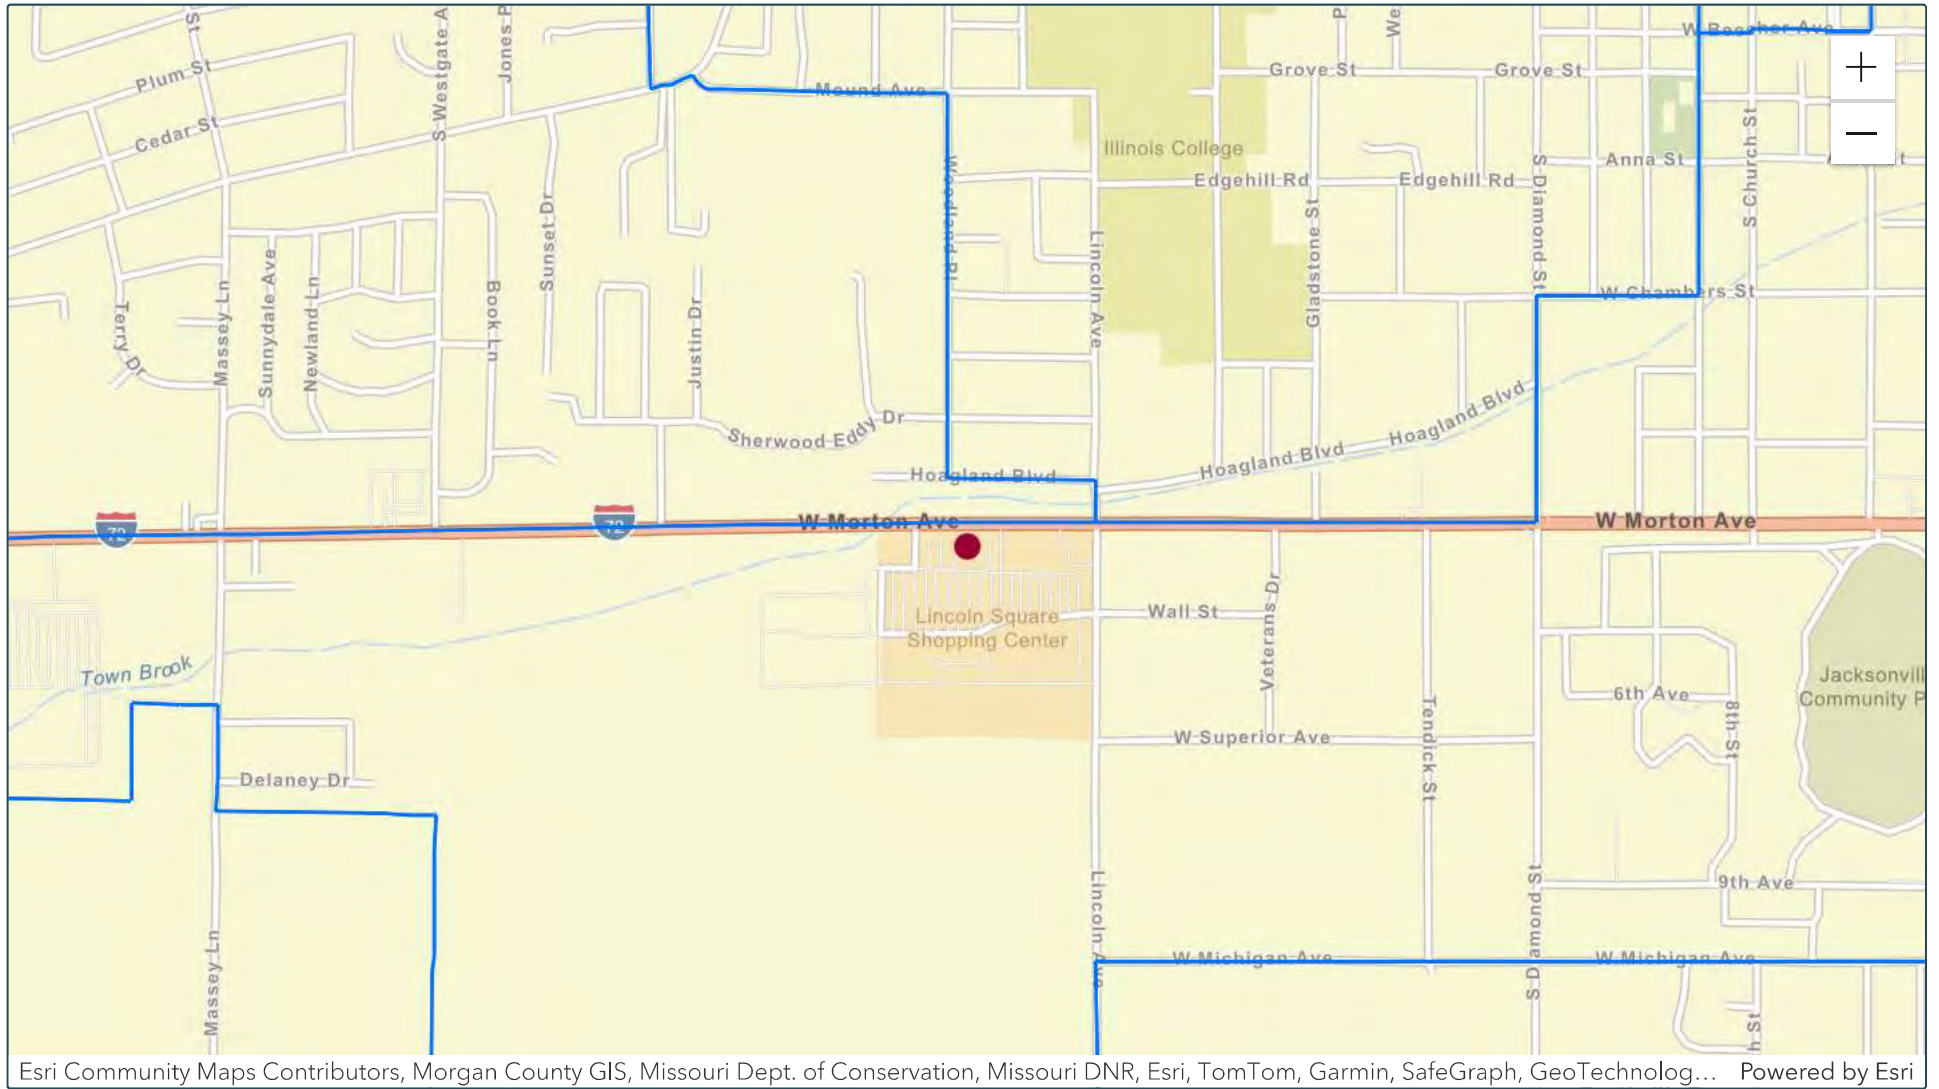 St
S Westgate A
Jones P
P
We
W Beecher Ave
Plum St
Mound Ave
Grove St
Grove St
Cedar St
Illinois College
S Church St
Anna St
Woodland Pl
Edgehill Rd
Edgehill Rd
S Diamond St
Sunset Dr
Gladstone St
Lincoln Ave
W Chambers St
Terry Dr
Massey Ln
Sunnydale Ave
Newland Ln
Book Ln
Justin Dr
Sherwood Eddy Dr
Hoagland Blvd
Hoagland Blvd
Hoagland Blvd
72
72
W Morton Ave
W Morton Ave
Lincoln Square
Shopping Center
Wall St
Veterans Dr
Town Brook
Jacksonvill
Community P
6th Ave
8th St
Tendick St
W Superior Ave
Delaney Dr
9th Ave
Massey Ln
Lincoln Ave
S Diamond St
W Michigan Ave
W Michigan Ave
h St
Esri Community Maps Contributors, Morgan County GIS, Missouri Dept. of Conservation, Missouri DNR, Esri, TomTom, Garmin, SafeGraph, GeoTechnolog... Powered by Esri